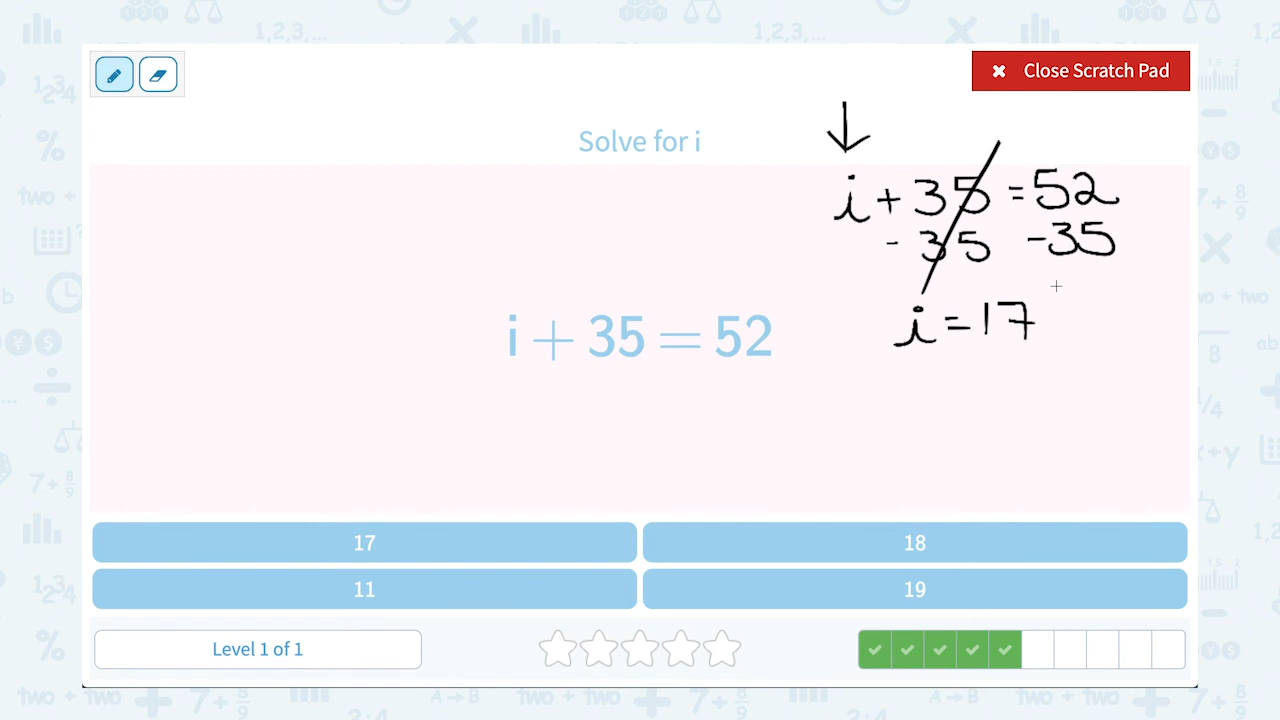 Close Scratch Pad
Solve for i
i + 35 = 52
- 35 -35
i = 17
i + 35 = 52
17
18
11
19
Level 1 of 1